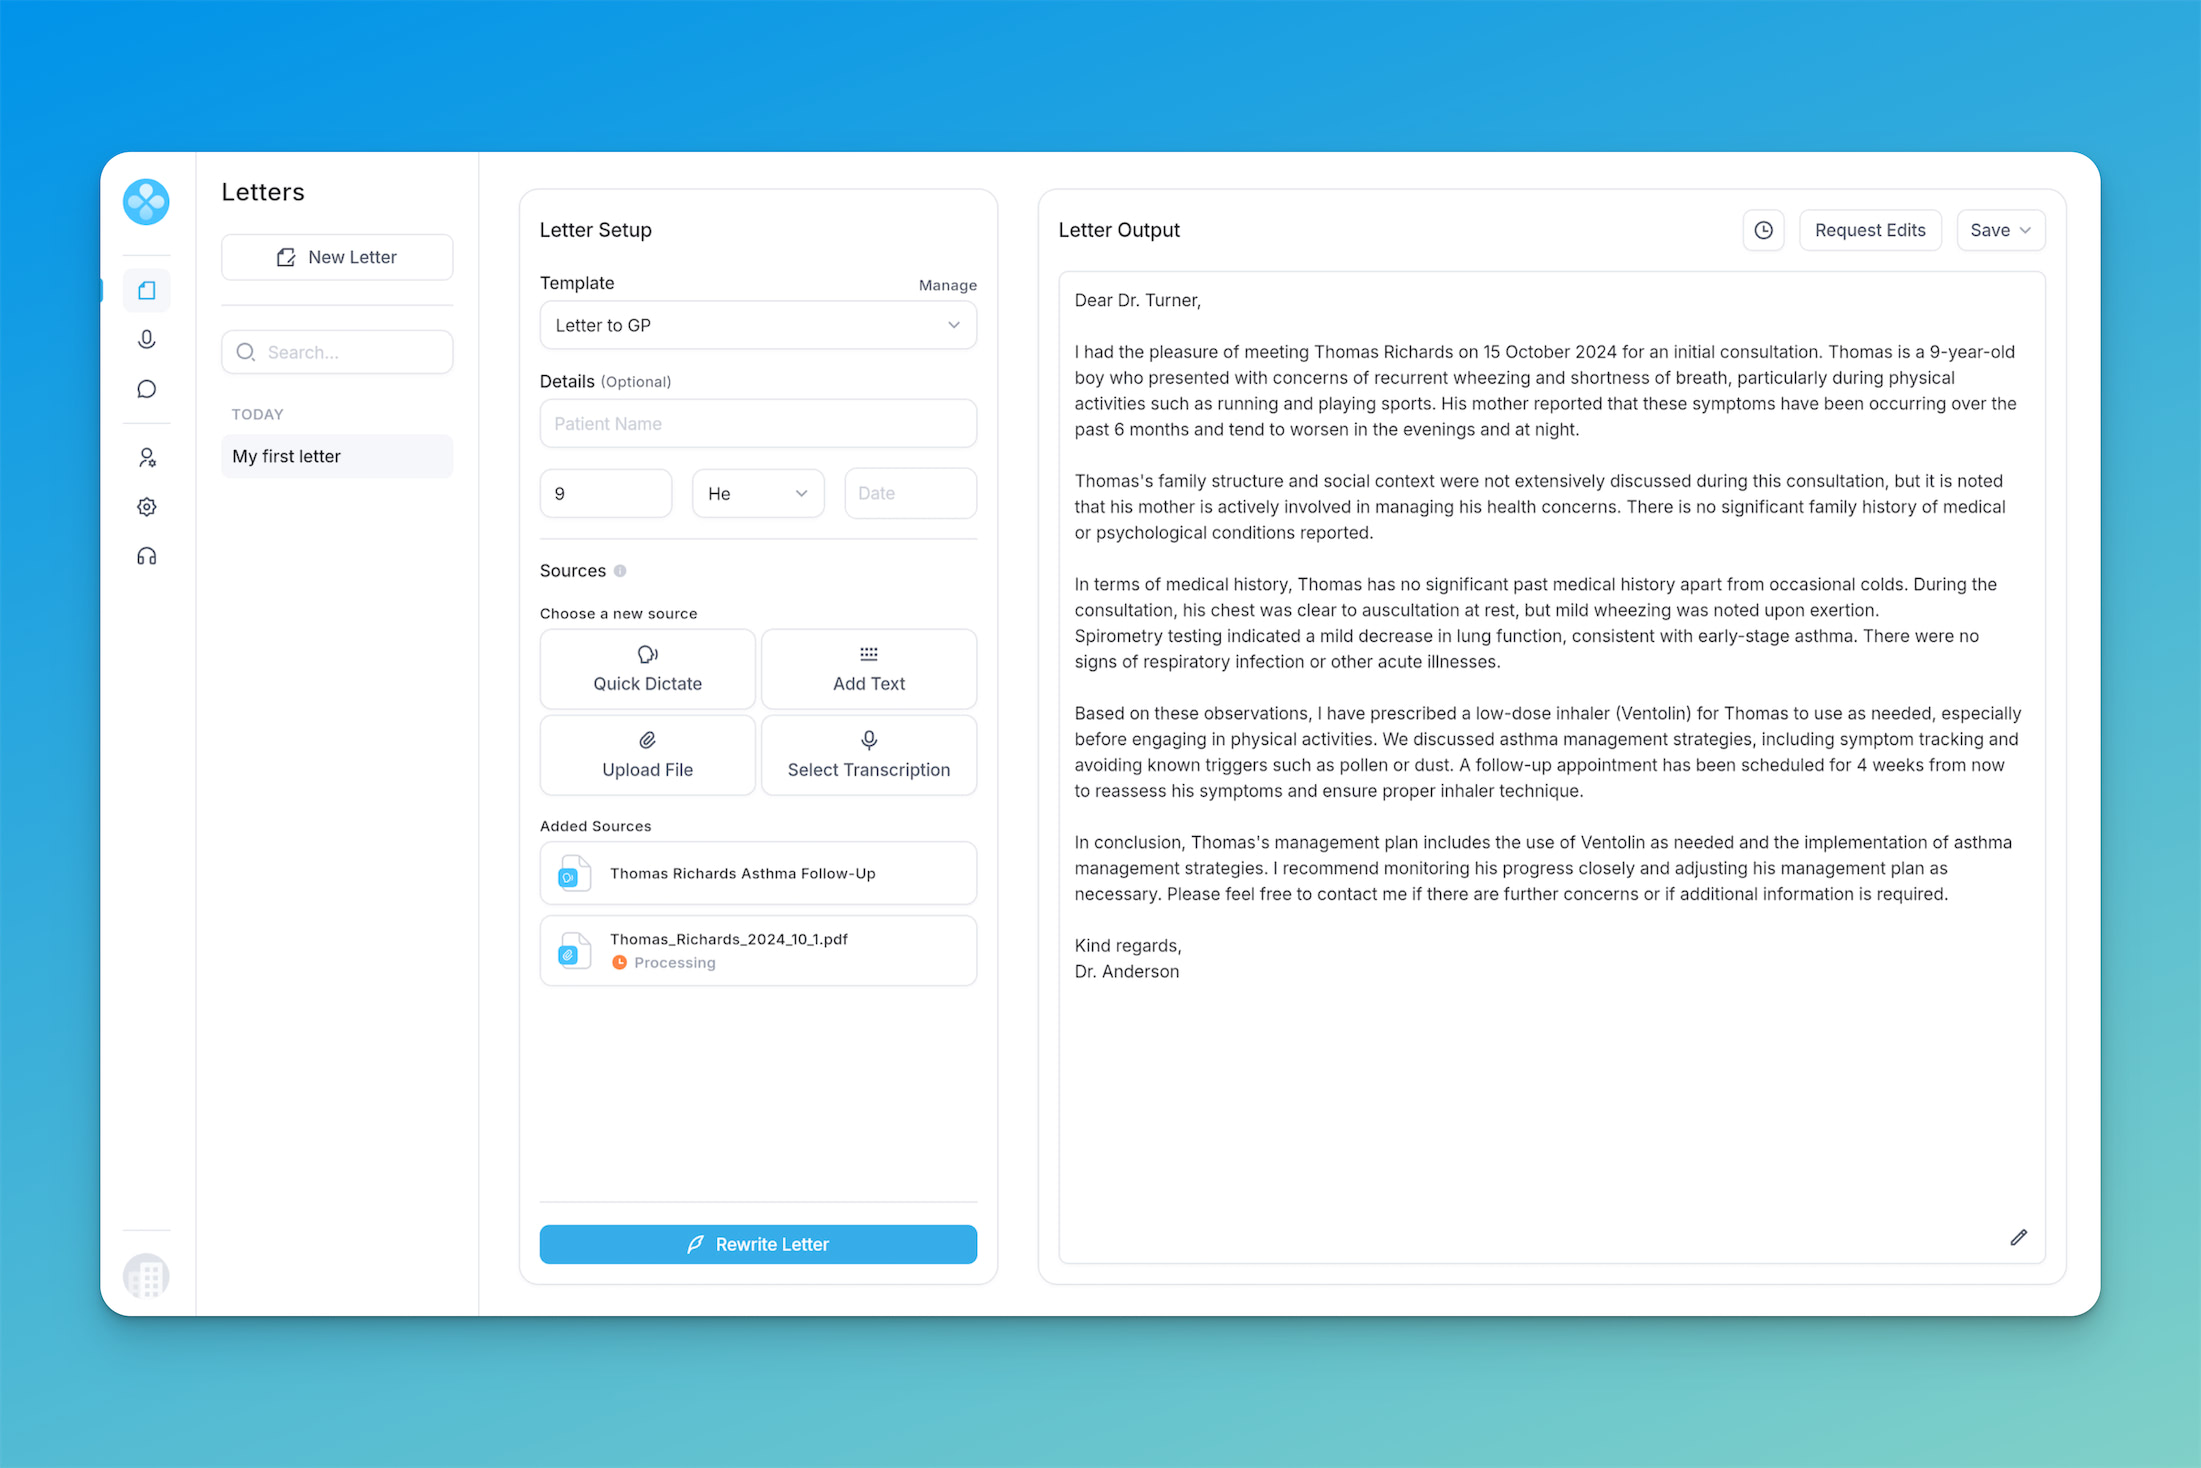 Letters
New Letter
Search...
TODAY
My first letter
Letter Setup
Template
Manage
Letter to GP
Details (Optional)
Patient Name
9
He
Date
Sources
Choose a new source
Quick Dictate
Add Text
Upload File
Select Transcription
Added Sources
Thomas Richards Asthma Follow-Up
Thomas_Richards_2024_10_1.pdf
Processing
Rewrite Letter
Letter Output
Request Edits
Save
Dear Dr. Turner,
I had the pleasure of meeting Thomas Richards on 15 October 2024 for an initial consultation. Thomas is a 9-year-old
boy who presented with concerns of recurrent wheezing and shortness of breath, particularly during physical
activities such as running and playing sports. His mother reported that these symptoms have been occurring over the
past 6 months and tend to worsen in the evenings and at night.
Thomas's family structure and social context were not extensively discussed during this consultation, but it is noted
that his mother is actively involved in managing his health concerns. There is no significant family history of medical
or psychological conditions reported.
In terms of medical history, Thomas has no significant past medical history apart from occasional colds. During the
consultation, his chest was clear to auscultation at rest, but mild wheezing was noted upon exertion.
Spirometry testing indicated a mild decrease in lung function, consistent with early-stage asthma. There were no
signs of respiratory infection or other acute illnesses.
Based on these observations, I have prescribed a low-dose inhaler (Ventolin) for Thomas to use as needed, especially
before engaging in physical activities. We discussed asthma management strategies, including symptom tracking and
avoiding known triggers such as pollen or dust. A follow-up appointment has been scheduled for 4 weeks from now
to reassess his symptoms and ensure proper inhaler technique.
In conclusion, Thomas's management plan includes the use of Ventolin as needed and the implementation of asthma
management strategies. I recommend monitoring his progress closely and adjusting his management plan as
necessary. Please feel free to contact me if there are further concerns or if additional information is required.
Kind regards,
Dr. Anderson